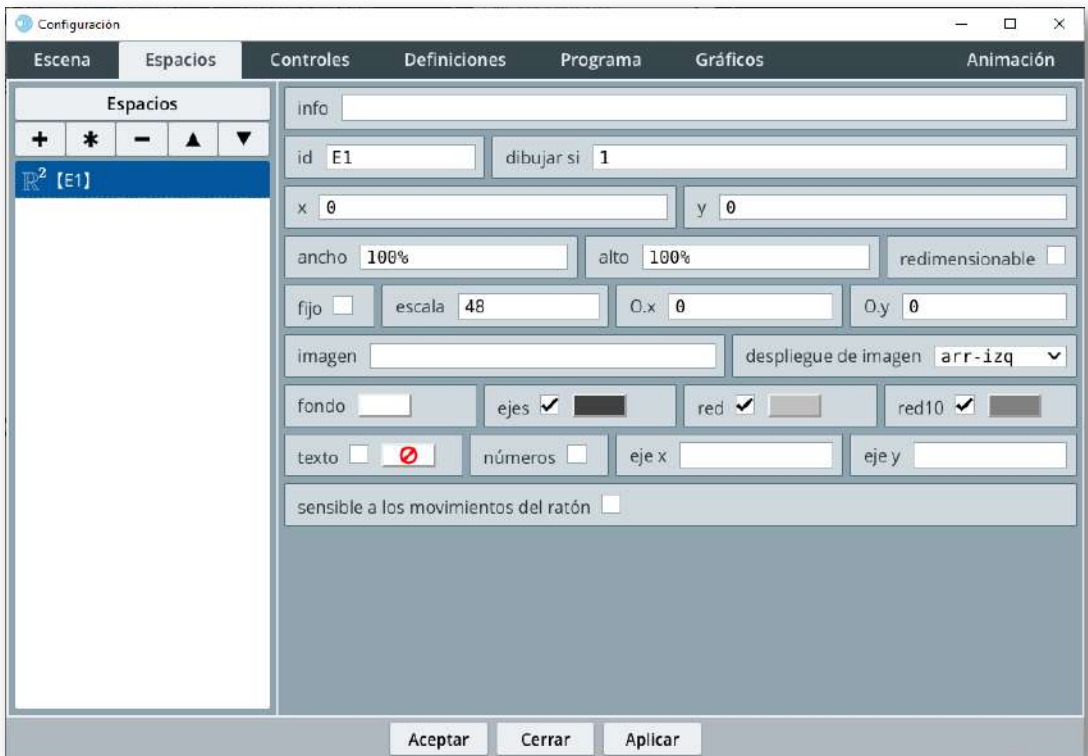 Configuración
Escena Espacios Controles Definiciones Programa Gráficos Animación
Espacios
+ * − ▲ ▼
ℝ² 【E1】
info
id E1 dibujar si 1
x 0 y 0
ancho 100% alto 100% redimensionable
fijo escala 48 O.x 0 O.y 0
imagen despliegue de imagen arr-izq
fondo ejes red red10
texto números eje x eje y
sensible a los movimientos del ratón
Aceptar Cerrar Aplicar